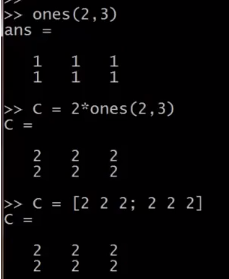 >> ones(2,3)
ans =
1 1 1
1 1 1
>> C = 2*ones(2,3)
C =
2 2 2
2 2 2
>> C = [2 2 2; 2 2 2]
C =
2 2 2
2 2 2